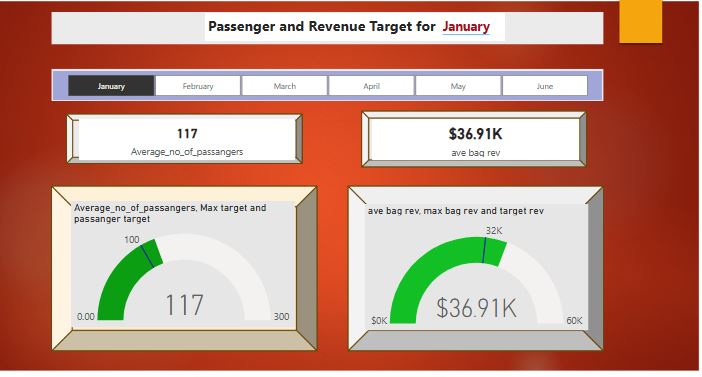 Passenger and Revenue Target for January
January February March April May June
117
Average_no_of_passangers
$36.91K
ave bag rev
Average_no_of_passangers, Max target and
passanger target
100
0.00
117
300
ave bag rev, max bag rev and target rev
32K
$0K
$36.91K
60K